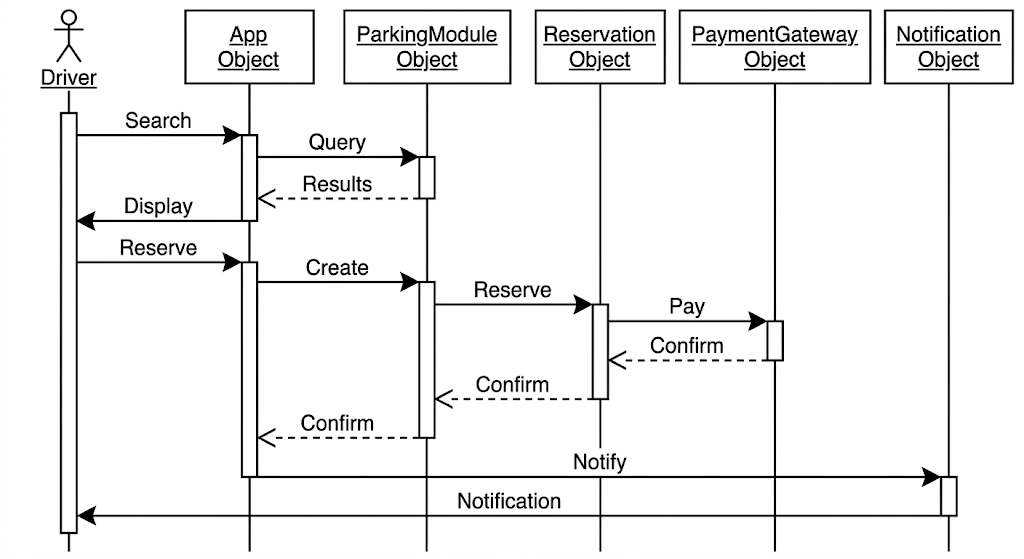 Driver
App
Object
ParkingModule
Object
Reservation
Object
PaymentGateway
Object
Notification
Object
Search
Query
Results
Display
Reserve
Create
Reserve
Pay
Confirm
Confirm
Confirm
Notify
Notification